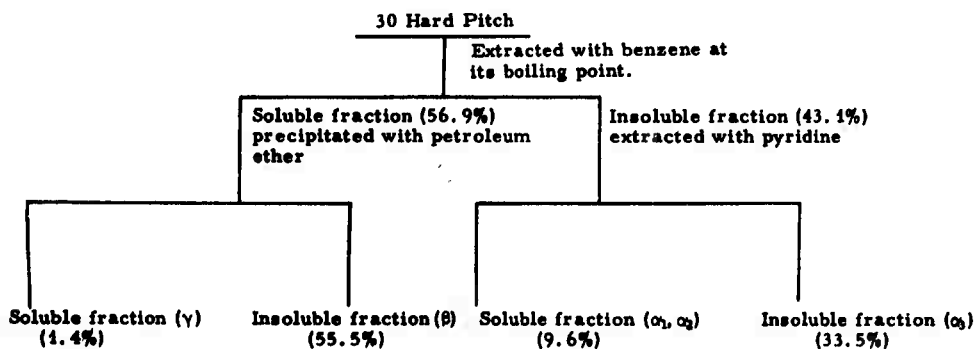 30 Hard Pitch
Extracted with benzene at
its boiling point.
Soluble fraction (56.9%)
precipitated with petroleum
ether
Insoluble fraction (43.1%)
extracted with pyridine
Soluble fraction (γ)
(1.4%)
Insoluble fraction (β)
(55.5%)
Soluble fraction (α₁, α₂)
(9.6%)
Insoluble fraction (α₃)
(33.5%)